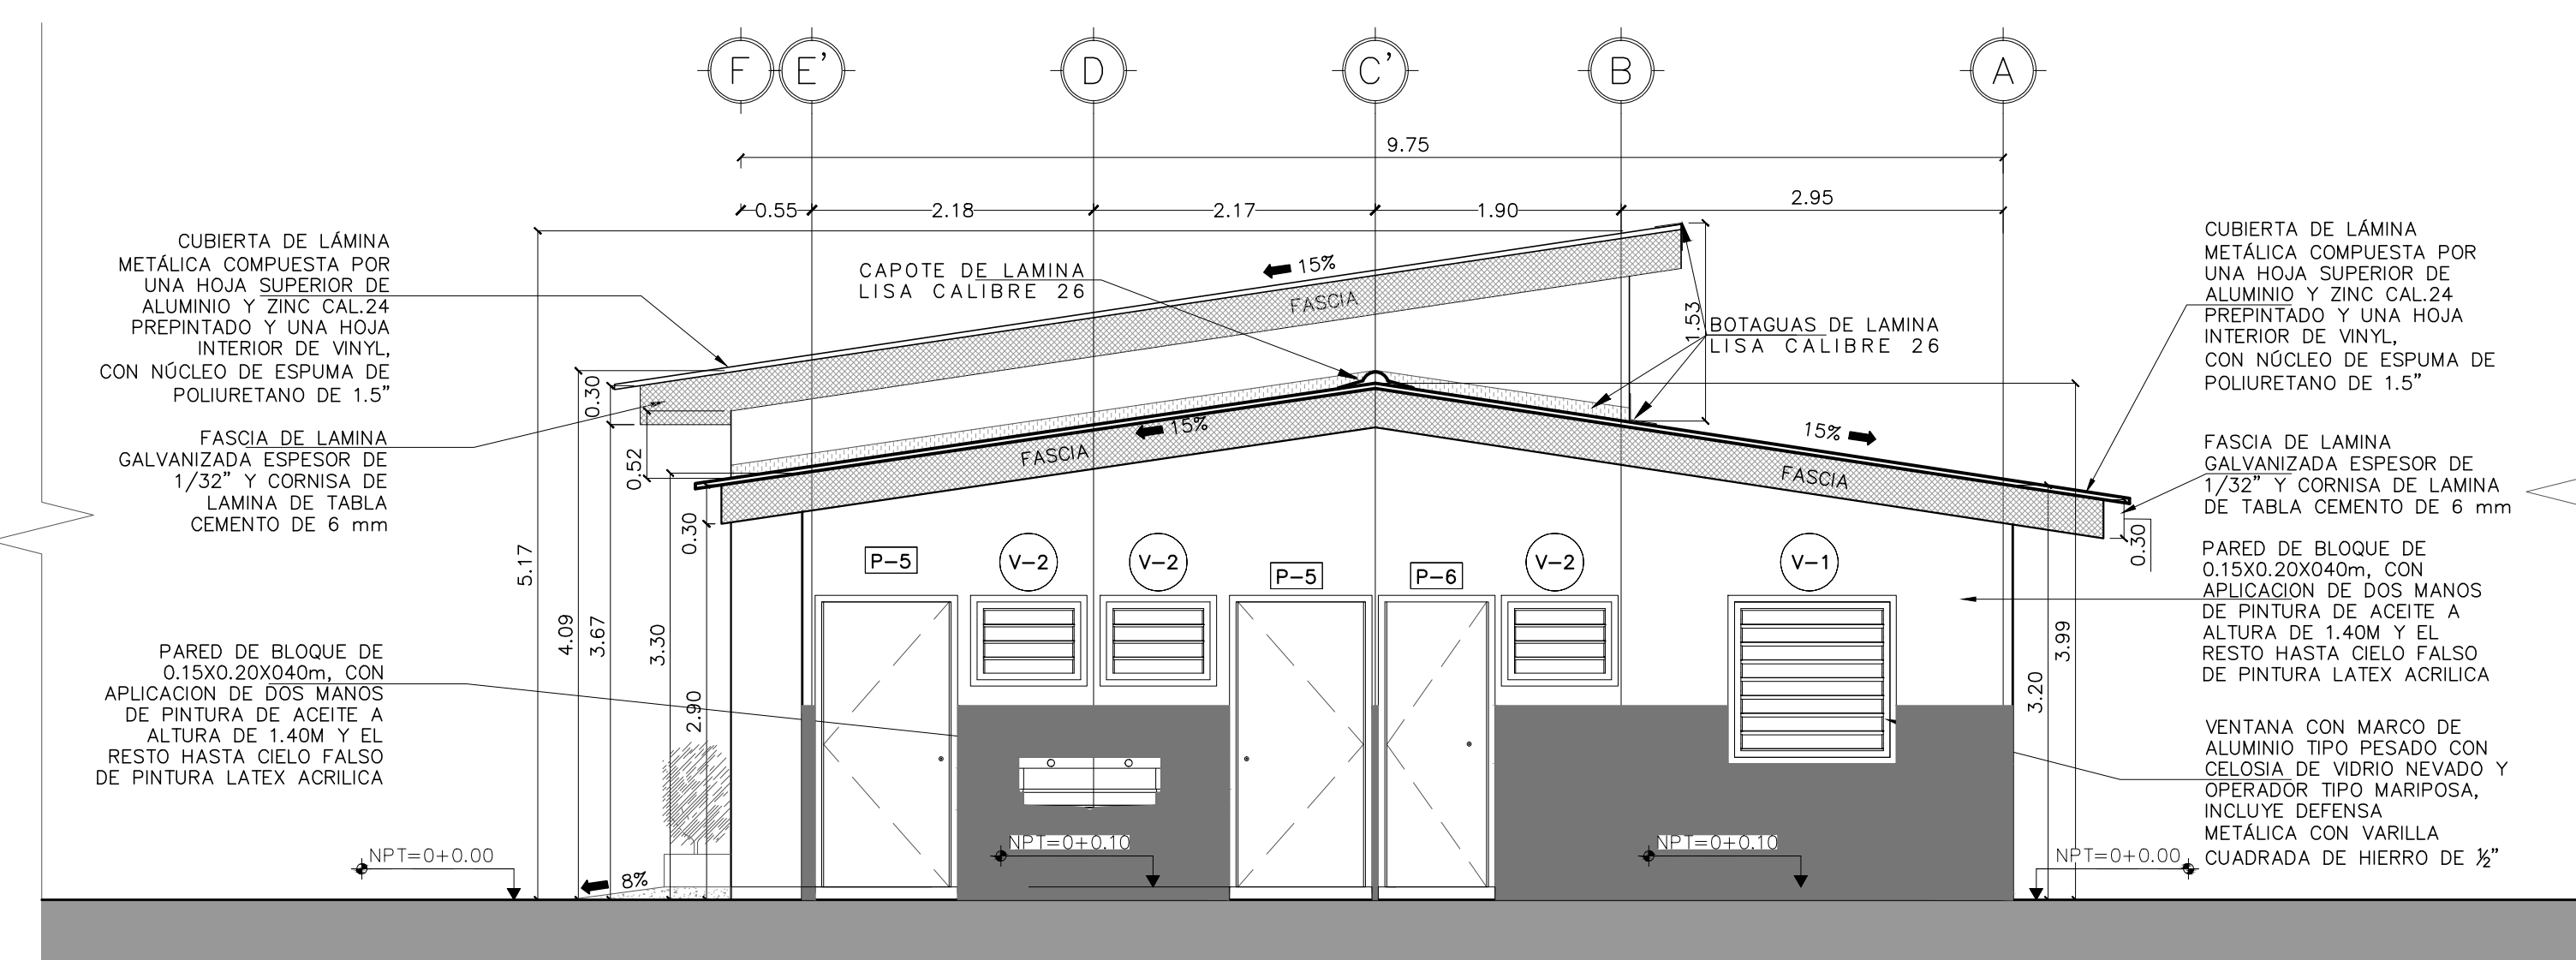 F
E'
D
C'
B
A
9.75
0.55
2.18
2.17
1.90
2.95
CUBIERTA DE LÁMINA
METÁLICA COMPUESTA POR
UNA HOJA SUPERIOR DE
ALUMINIO Y ZINC CAL.24
PREPINTADO Y UNA HOJA
INTERIOR DE VINYL,
CON NÚCLEO DE ESPUMA DE
POLIURETANO DE 1.5"
FASCIA DE LAMINA
GALVANIZADA ESPESOR DE
1/32" Y CORNISA DE
LAMINA DE TABLA
CEMENTO DE 6 mm
PARED DE BLOQUE DE
0.15X0.20X040m, CON
APLICACION DE DOS MANOS
DE PINTURA DE ACEITE A
ALTURA DE 1.40M Y EL
RESTO HASTA CIELO FALSO
DE PINTURA LATEX ACRILICA
NPT=0+0.00
5.17
4.09
3.67
3.30
2.90
0.30
0.52
0.30
8%
CAPOTE DE LAMINA
LISA CALIBRE 26
15%
FASCIA
1.53
BOTAGUAS DE LAMINA
LISA CALIBRE 26
15%
FASCIA
15%
FASCIA
P-5
V-2
V-2
P-5
P-6
V-2
V-1
NPT=0+0.10
NPT=0+0.10
0.30
3.20
3.99
NPT=0+0.00
CUBIERTA DE LÁMINA
METÁLICA COMPUESTA POR
UNA HOJA SUPERIOR DE
ALUMINIO Y ZINC CAL.24
PREPINTADO Y UNA HOJA
INTERIOR DE VINYL,
CON NÚCLEO DE ESPUMA DE
POLIURETANO DE 1.5"
FASCIA DE LAMINA
GALVANIZADA ESPESOR DE
1/32" Y CORNISA DE LAMINA
DE TABLA CEMENTO DE 6 mm
PARED DE BLOQUE DE
0.15X0.20X040m, CON
APLICACION DE DOS MANOS
DE PINTURA DE ACEITE A
ALTURA DE 1.40M Y EL
RESTO HASTA CIELO FALSO
DE PINTURA LATEX ACRILICA
VENTANA CON MARCO DE
ALUMINIO TIPO PESADO CON
CELOSIA DE VIDRIO NEVADO Y
OPERADOR TIPO MARIPOSA,
INCLUYE DEFENSA
METÁLICA CON VARILLA
CUADRADA DE HIERRO DE ½"